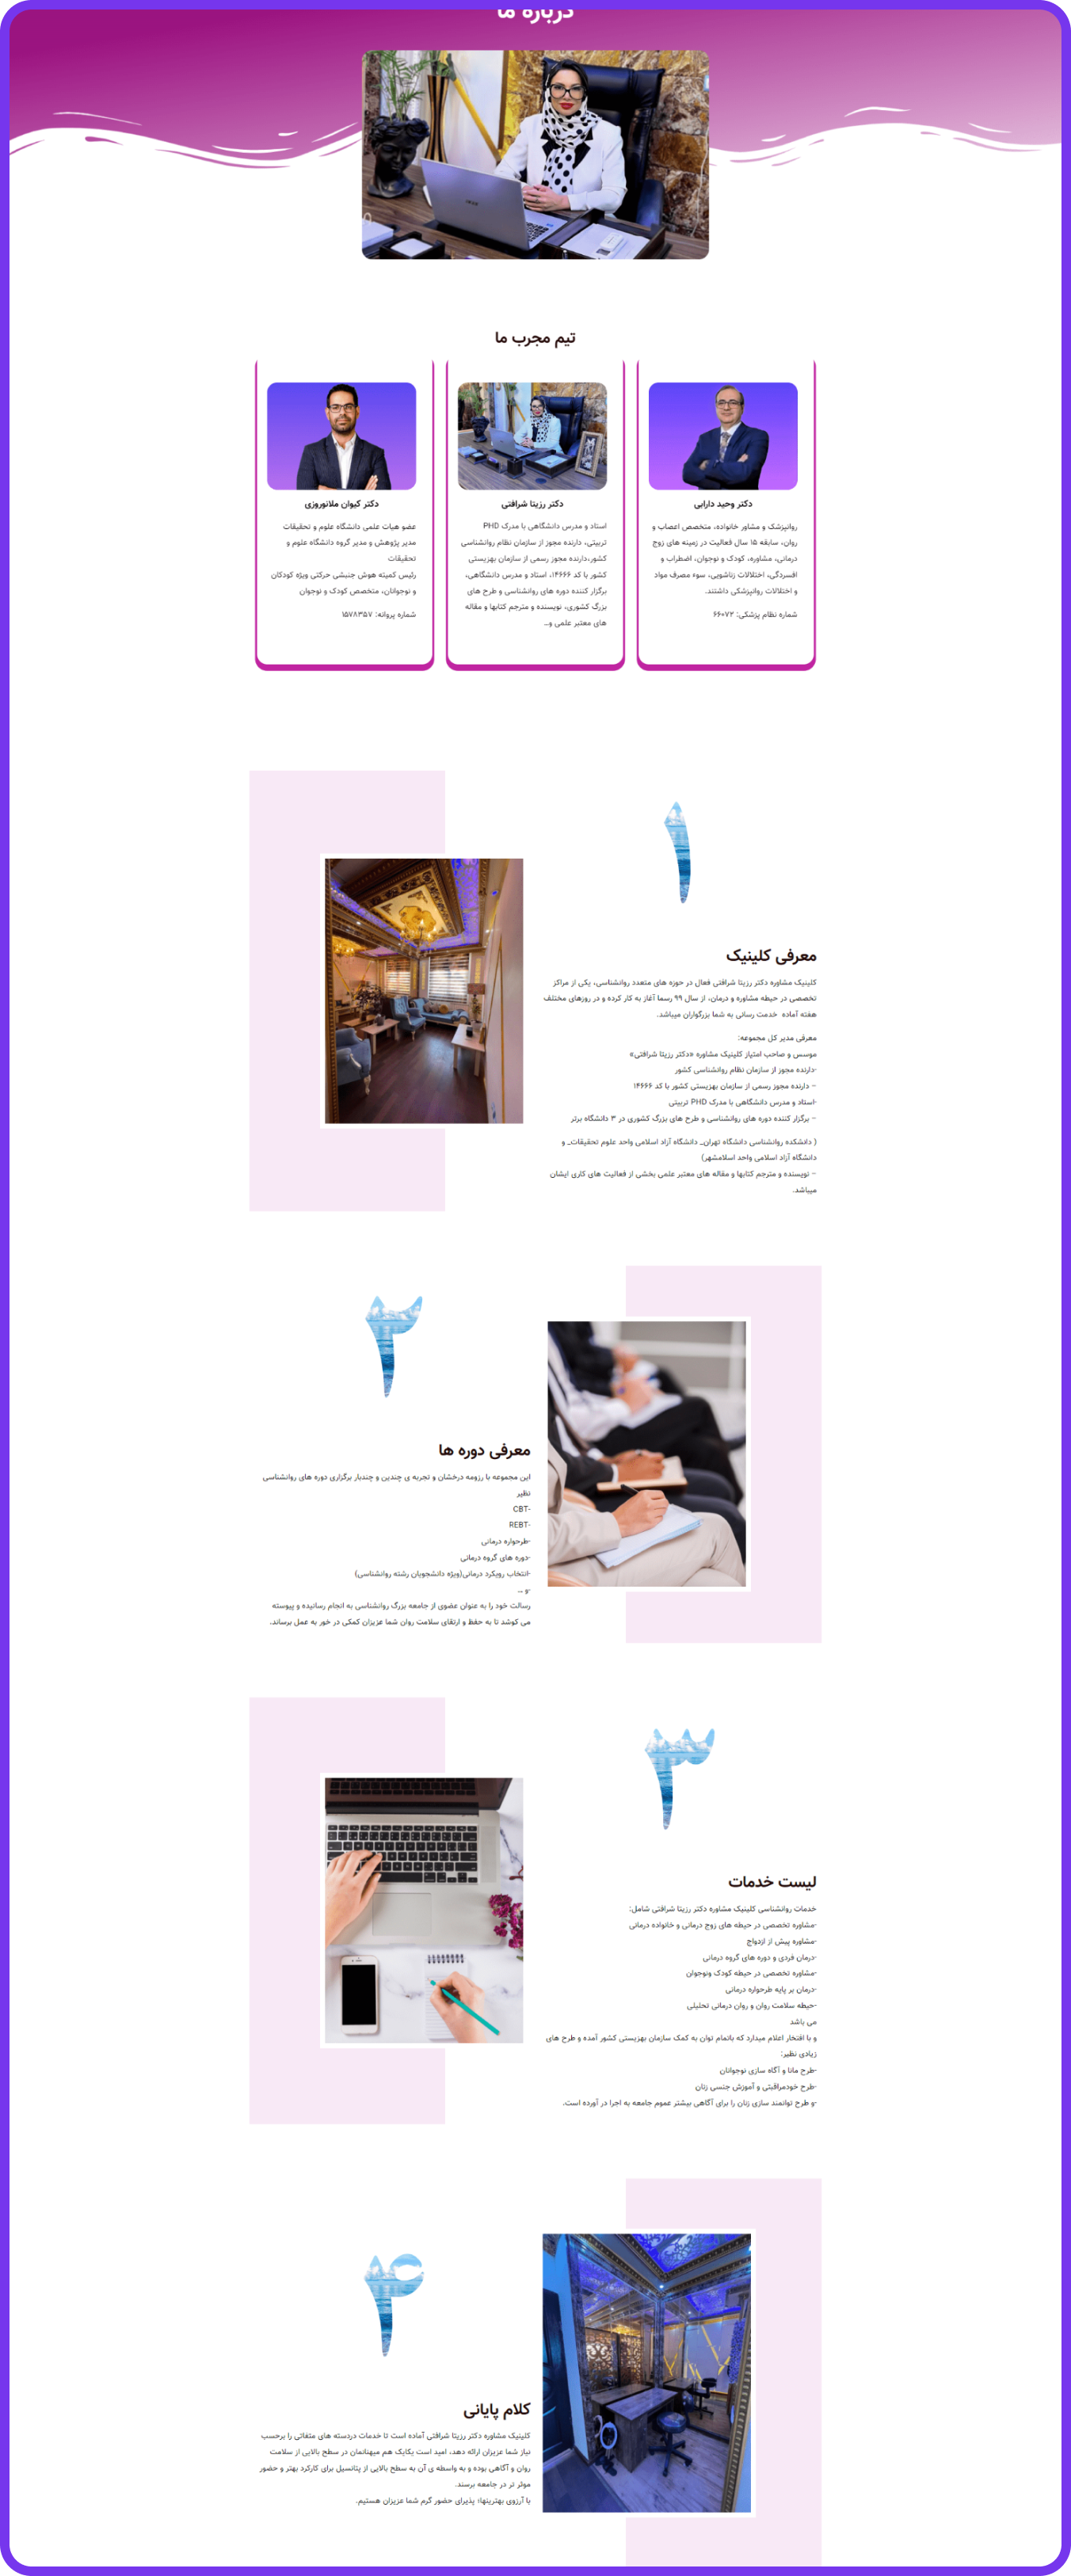 درباره ما
تیم مجرب ما
دکتر وحید دارابی
روانپزشک و مشاور خانواده، متخصص اعصاب و
روان، سابقه ۱۵ سال فعالیت در زمینه های زوج
درمانی، مشاوره، کودک و نوجوان، اضطراب و
افسردگی، اختلالات زناشویی، سوء مصرف مواد
و اختلالات روانپزشکی داشتند.
شماره نظام پزشکی: ۶۶۰۷۲
دکتر رزیتا شرافتی
استاد و مدرس دانشگاهی با مدرک PHD
تربیتی، دارنده مجوز از سازمان نظام روانشناسی
کشور،دارنده مجوز رسمی از سازمان بهزیستی
کشور با کد ۱۴۶۶۶، استاد و مدرس دانشگاهی،
برگزار کننده دوره های روانشناسی و طرح های
بزرگ کشوری، نویسنده و مترجم کتابها و مقاله
های معتبر علمی و…
دکتر کیوان ملانوروزی
عضو هیات علمی دانشگاه علوم و تحقیقات
مدیر پژوهش و مدیر گروه دانشگاه علوم و
تحقیقات
رئیس کمیته هوش جنبشی حرکتی ویژه کودکان
و نوجوانان، متخصص کودک و نوجوان
شماره پروانه: ۱۵۷۸۳۵۷
۱
معرفی کلینیک
کلینیک مشاوره دکتر رزیتا شرافتی فعال در حوزه های متعدد روانشناسی، یکی از مراکز
تخصصی در حیطه مشاوره و درمان، از سال ۹۹ رسما آغاز به کار کرده و در روزهای مختلف
هفته آماده خدمت رسانی به شما بزرگواران میباشد.
معرفی مدیر کل مجموعه:
موسس و صاحب امتیاز کلینیک مشاوره «دکتر رزیتا شرافتی»
-دارنده مجوز از سازمان نظام روانشناسی کشور
– دارنده مجوز رسمی از سازمان بهزیستی کشور با کد ۱۴۶۶۶
-استاد و مدرس دانشگاهی با مدرک PHD تربیتی
– برگزار کننده دوره های روانشناسی و طرح های بزرگ کشوری در ۳ دانشگاه برتر
( دانشکده روانشناسی دانشگاه تهران_ دانشگاه آزاد اسلامی واحد علوم تحقیقات_ و
دانشگاه آزاد اسلامی واحد اسلامشهر)
– نویسنده و مترجم کتابها و مقاله های معتبر علمی بخشی از فعالیت های کاری ایشان
میباشد.
۲
معرفی دوره ها
این مجموعه با رزومه درخشان و تجربه ی چندین و چندبار برگزاری دوره های روانشناسی
نظیر
-CBT
-REBT
-طرحواره درمانی
-دوره های گروه درمانی
-انتخاب رویکرد درمانی(ویژه دانشجویان رشته روانشناسی)
-و …
رسالت خود را به عنوان عضوی از جامعه بزرگ روانشناسی به انجام رسانیده و پیوسته
می کوشد تا به حفظ و ارتقای سلامت روان شما عزیزان کمکی در خور به عمل برساند.
۳
لیست خدمات
خدمات روانشناسی کلینیک مشاوره دکتر رزیتا شرافتی شامل:
-مشاوره تخصصی در حیطه های زوج درمانی و خانواده درمانی
-مشاوره پیش از ازدواج
-درمان فردی و دوره های گروه درمانی
-مشاوره تخصصی در حیطه کودک ونوجوان
-درمان بر پایه طرحواره درمانی
-حیطه سلامت روان و روان درمانی تحلیلی
می باشد
و با افتخار اعلام میدارد که باتمام توان به کمک سازمان بهزیستی کشور آمده و طرح های
زیادی نظیر:
-طرح مانا و آگاه سازی نوجوانان
-طرح خودمراقبتی و آموزش جنسی زنان
-و طرح توانمند سازی زنان را برای آگاهی بیشتر عموم جامعه به اجرا در آورده است.
۴
کلام پایانی
کلینیک مشاوره دکتر رزیتا شرافتی آماده است تا خدمات دردسته های متفاتی را برحسب
نیاز شما عزیزان ارائه دهد، امید است یکایک هم میهنانمان در سطح بالایی از سلامت
روان و آگاهی بوده و به واسطه ی آن به سطح بالایی از پتانسیل برای کارکرد بهتر و حضور
موثر تر در جامعه برسند.
با آرزوی بهترینها؛ پذیرای حضور گرم شما عزیزان هستیم.